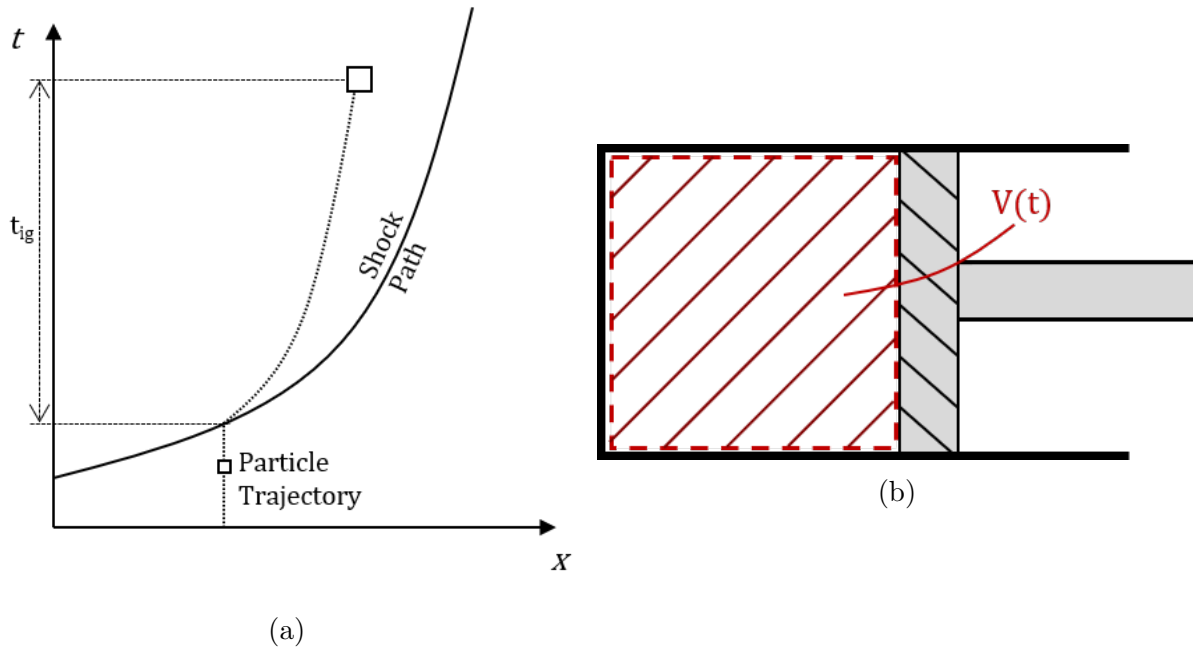 t
t_ig
Shock
Path
Particle
Trajectory
x
(a)
V(t)
(b)